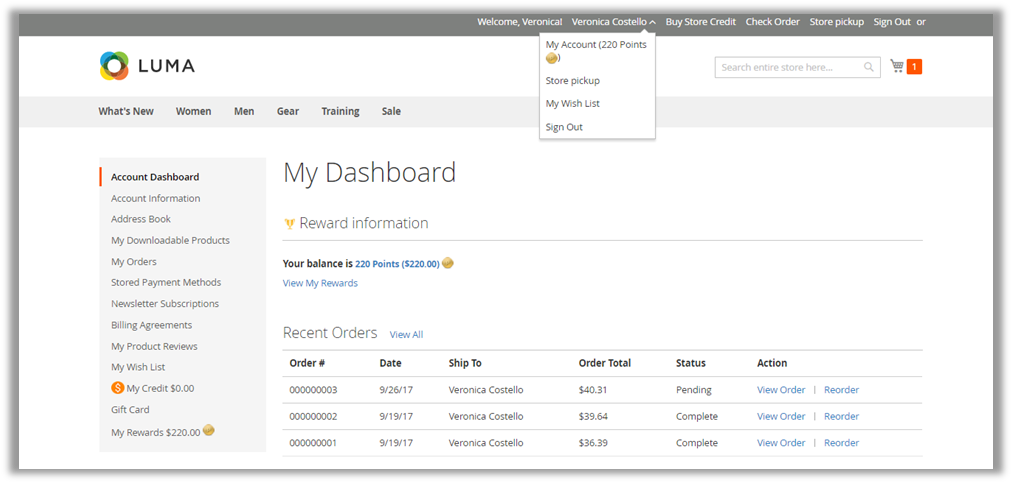 Welcome, Veronica! Veronica Costello Buy Store Credit Check Order Store pickup Sign Out or
My Account (220 Points
)
Store pickup
My Wish List
Sign Out
LUMA
Search entire store here...
1
What's New Women Men Gear Training Sale
Account Dashboard
Account Information
Address Book
My Downloadable Products
My Orders
Stored Payment Methods
Newsletter Subscriptions
Billing Agreements
My Product Reviews
My Wish List
$ My Credit $0.00
Gift Card
My Rewards $220.00
My Dashboard
Reward information
Your balance is 220 Points ($220.00)
View My Rewards
Recent Orders View All
Order # Date Ship To Order Total Status Action
000000003 9/26/17 Veronica Costello $40.31 Pending View Order | Reorder
000000002 9/19/17 Veronica Costello $39.64 Complete View Order | Reorder
000000001 9/19/17 Veronica Costello $36.39 Complete View Order | Reorder